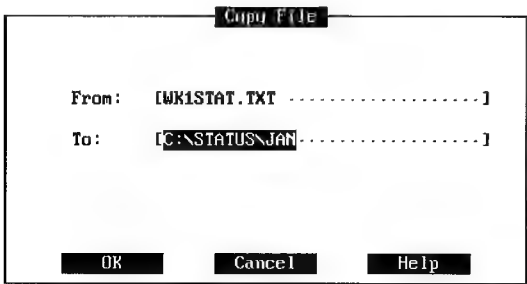 Copy File
From: [WK1STAT.TXT ...................]
To: [C:\STATUS\JAN..................]
OK Cancel Help